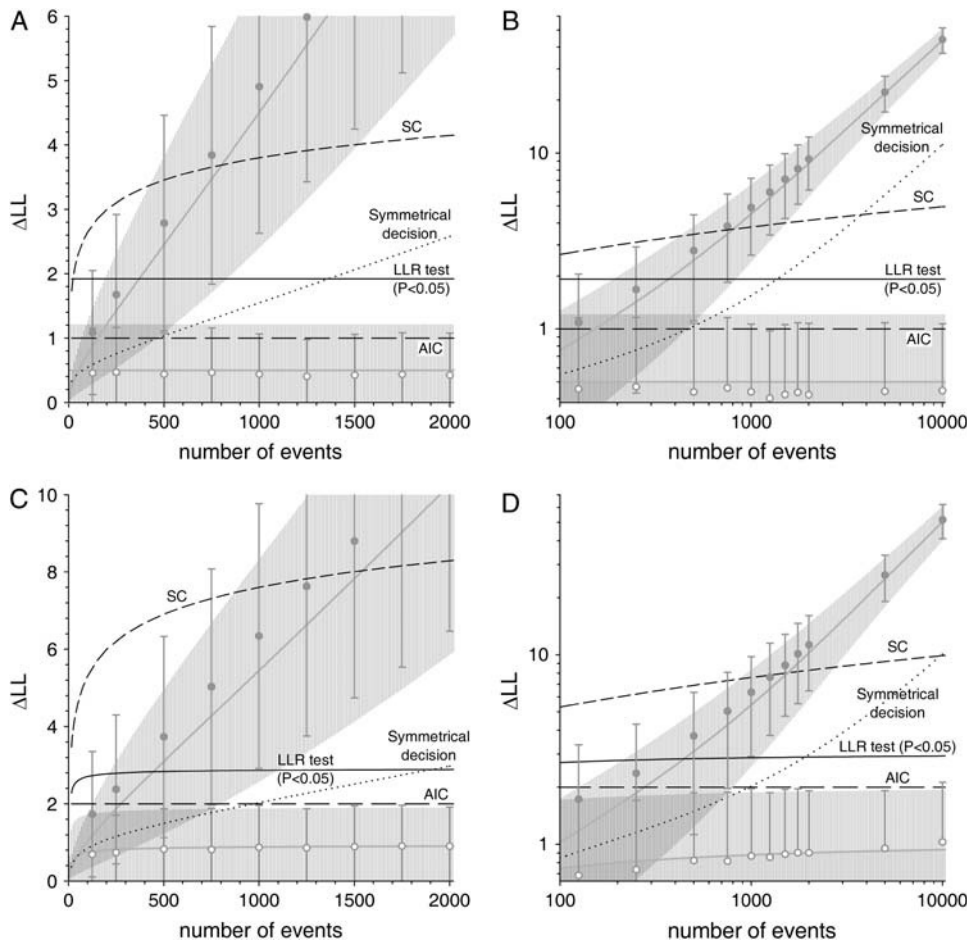 A
6
5
4
3
2
1
0
ΔLL
SC
Symmetrical
decision
LLR test
(P<0.05)
AIC
0 500 1000 1500 2000
number of events
B
10
1
ΔLL
Symmetrical
decision
SC
LLR test
(P<0.05)
AIC
100 1000 10000
number of events
C
10
8
6
4
2
0
ΔLL
SC
Symmetrical
decision
LLR test
(P<0.05)
AIC
0 500 1000 1500 2000
number of events
D
10
1
ΔLL
SC
Symmetrical
decision
LLR test (P<0.05)
AIC
100 1000 10000
number of events